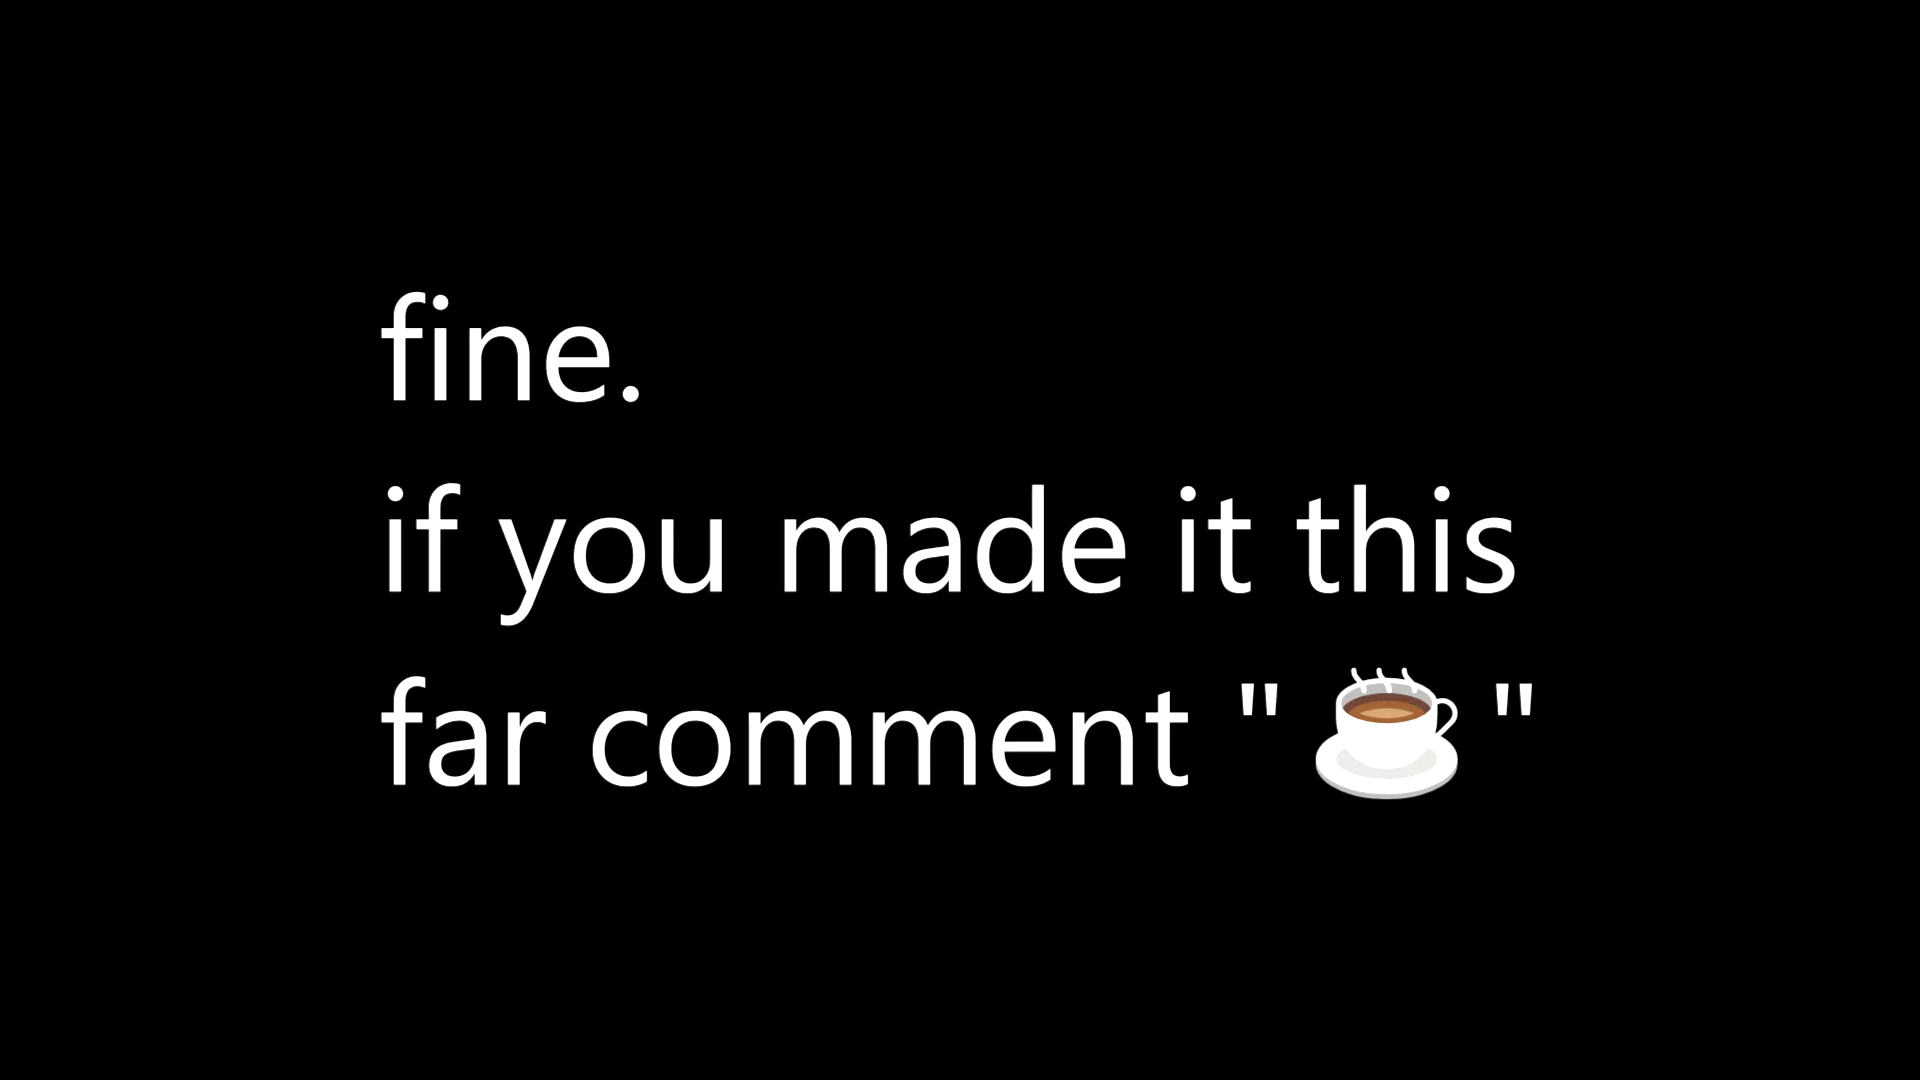 fine.
if you made it this
far comment "☕"